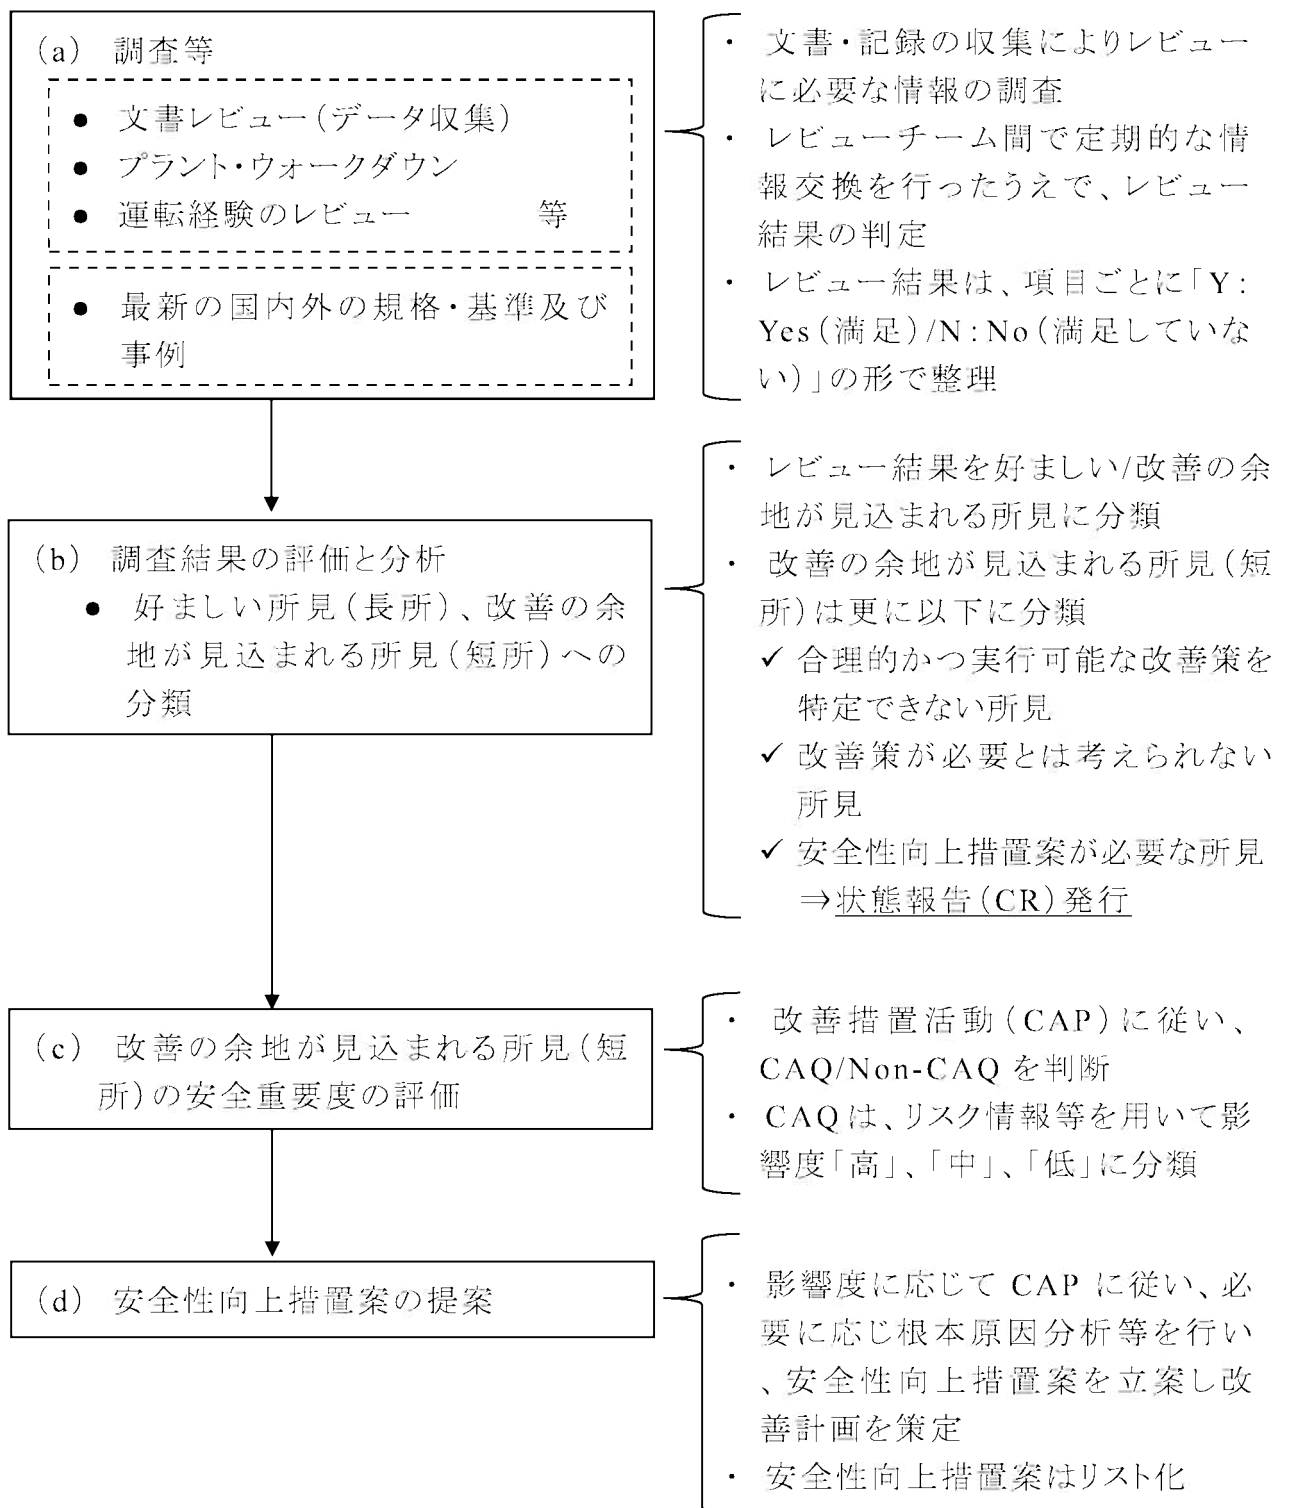 (a) 調査等
● 文書レビュー(データ収集)
● プラント・ウォークダウン
● 運転経験のレビュー 等
● 最新の国内外の規格・基準及び
事例
・ 文書・記録の収集によりレビュー
に必要な情報の調査
・ レビューチーム間で定期的な情
報交換を行ったうえで、レビュー
結果の判定
・ レビュー結果は、項目ごとに「Y:
Yes(満足)/N:No(満足していな
い)」の形で整理
(b) 調査結果の評価と分析
● 好ましい所見(長所)、改善の余
地が見込まれる所見(短所)への
分類
・ レビュー結果を好ましい/改善の余
地が見込まれる所見に分類
・ 改善の余地が見込まれる所見(短
所)は更に以下に分類
✓ 合理的かつ実行可能な改善策を
特定できない所見
✓ 改善策が必要とは考えられない
所見
✓ 安全性向上措置案が必要な所見
⇒状態報告(CR)発行
(c) 改善の余地が見込まれる所見(短
所)の安全重要度の評価
・ 改善措置活動(CAP)に従い、
CAQ/Non-CAQ を判断
・ CAQは、リスク情報等を用いて影
響度「高」、「中」、「低」に分類
(d) 安全性向上措置案の提案
・ 影響度に応じて CAP に従い、必
要に応じ根本原因分析等を行い
、安全性向上措置案を立案し改
善計画を策定
・ 安全性向上措置案はリスト化